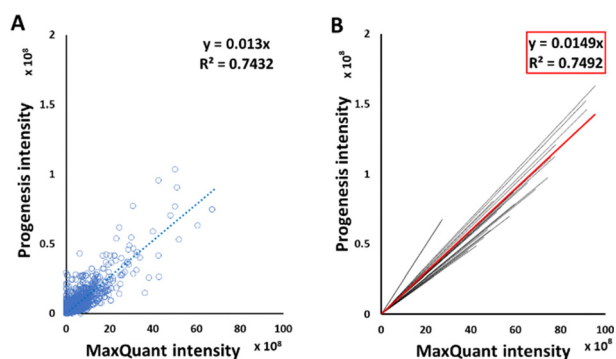 A
y = 0.013x
R² = 0.7432
x 10⁸
Progenesis intensity
2
1.5
1
0.5
0
0 20 40 60 80 100
MaxQuant intensity
x 10⁸
B
y = 0.0149x
R² = 0.7492
x 10⁸
Progenesis intensity
2
1.5
1
0.5
0
0 20 40 60 80 100
MaxQuant intensity
x 10⁸